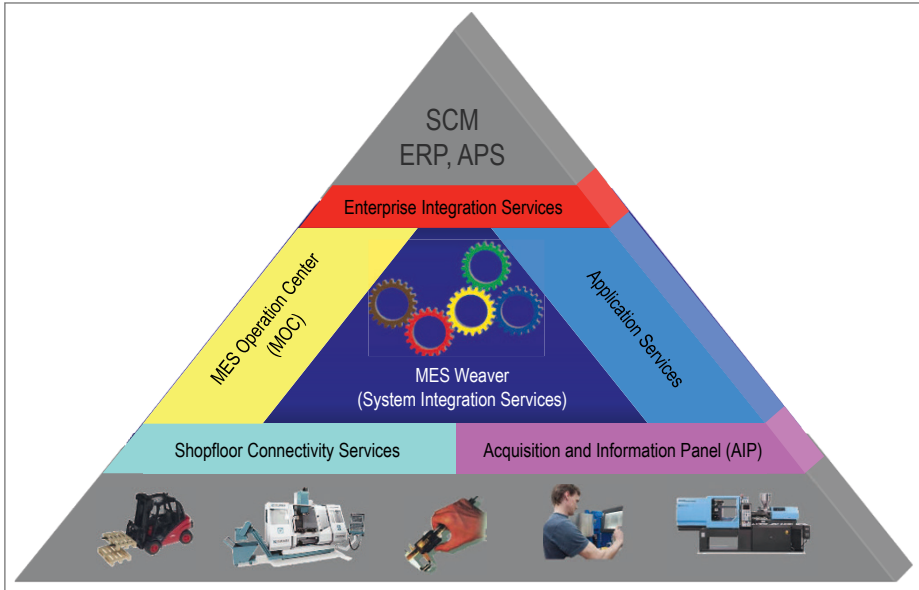 SCM
ERP, APS
Enterprise Integration Services
MES Operation Center
(MOC)
Application Services
MES Weaver
(System Integration Services)
Shopfloor Connectivity Services
Acquisition and Information Panel (AIP)